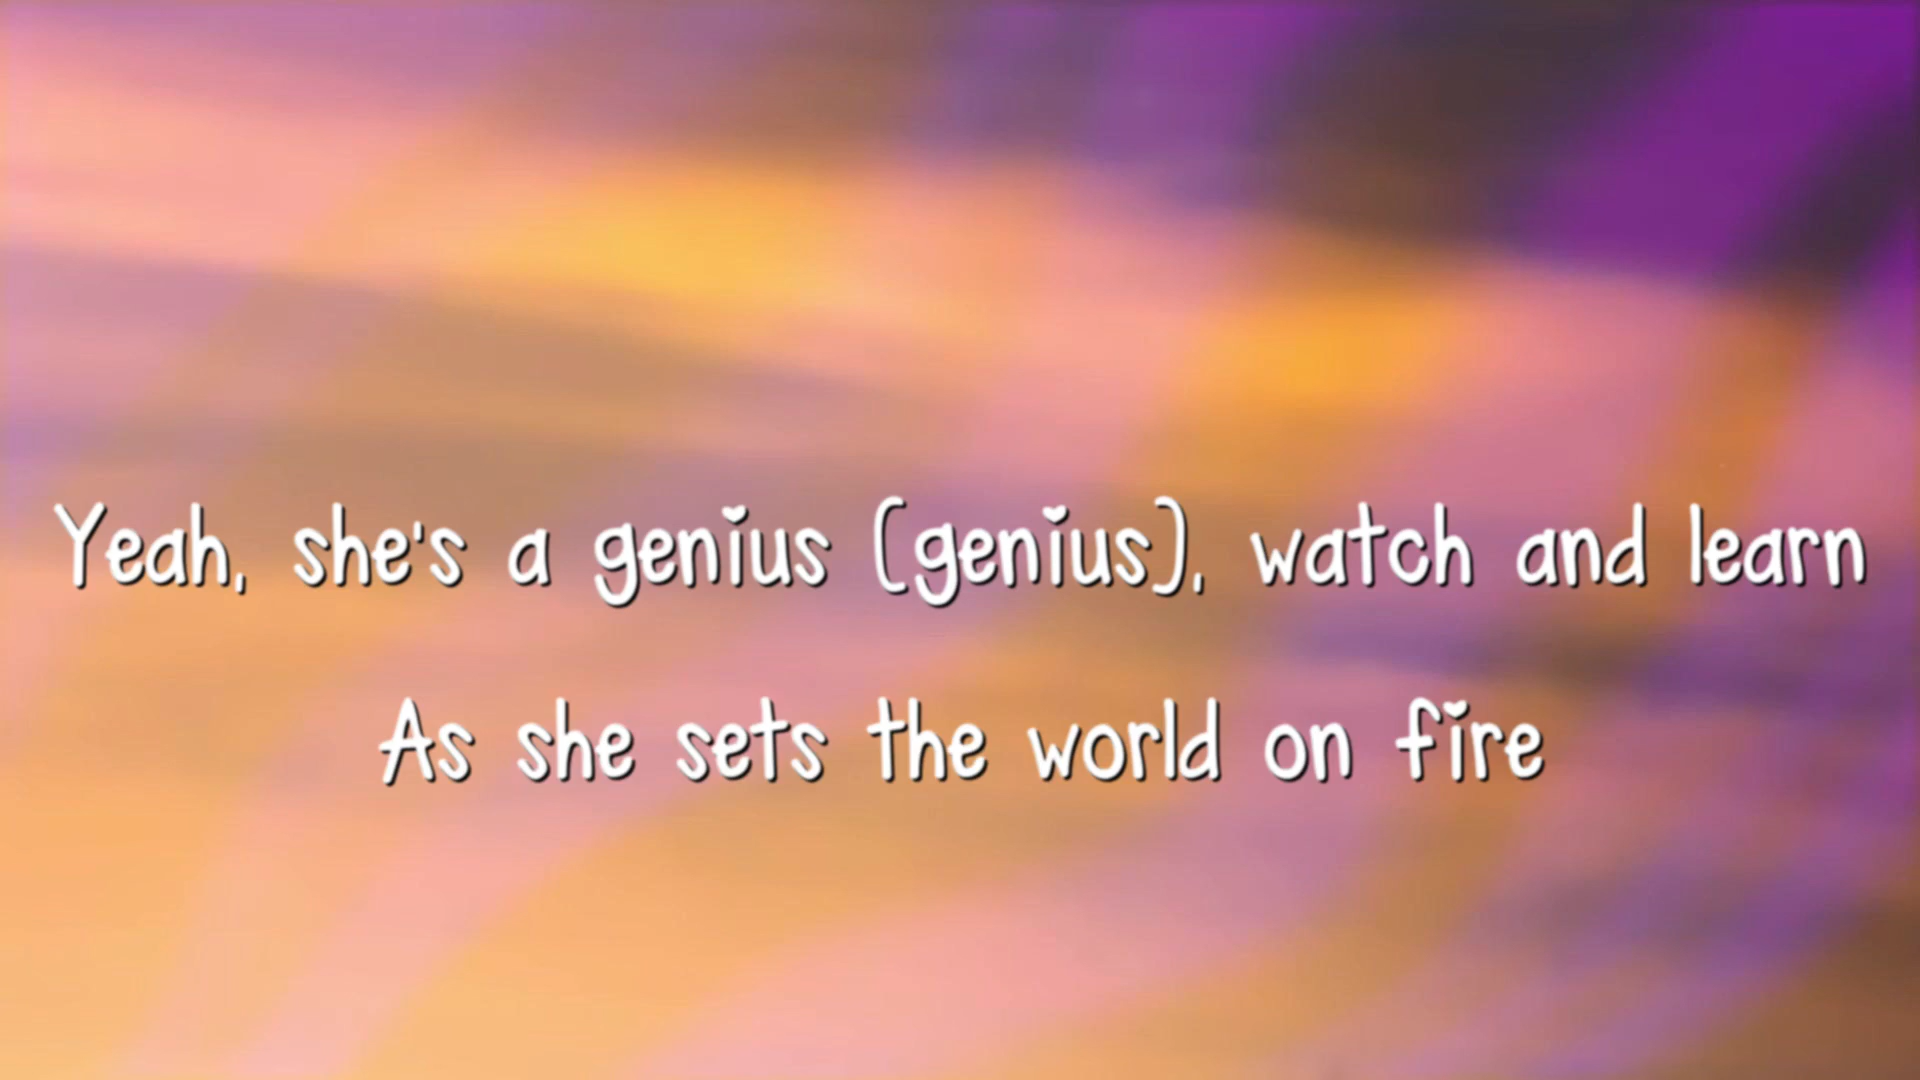 Yeah, she's a genius (genius), watch and learn
As she sets the world on fire